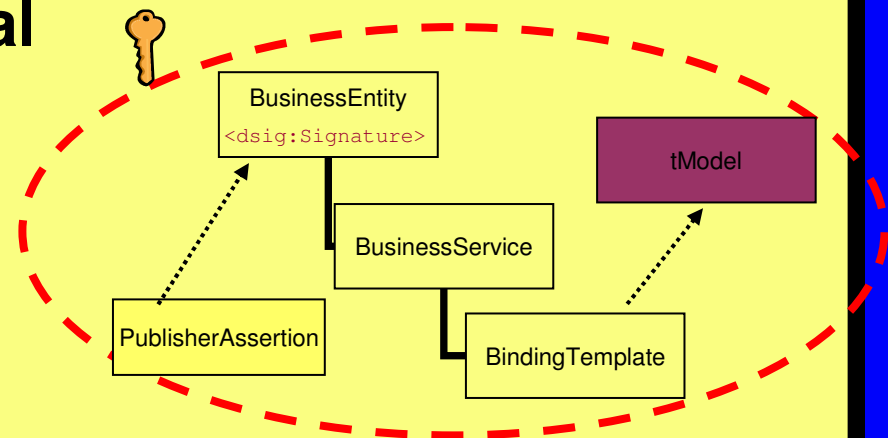 al
BusinessEntity
<dsig:Signature>
tModel
BusinessService
PublisherAssertion
BindingTemplate